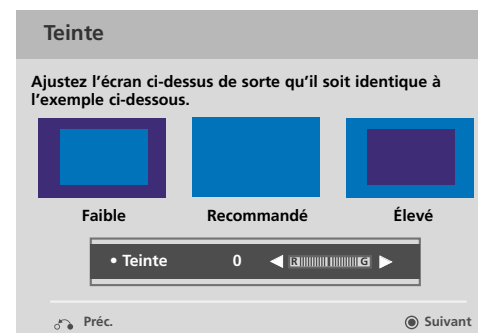 Teinte
Ajustez l’écran ci-dessus de sorte qu’il soit identique à
l’exemple ci-dessous.
Faible Recommandé Élevé
• Teinte 0 R G
Préc. Suivant